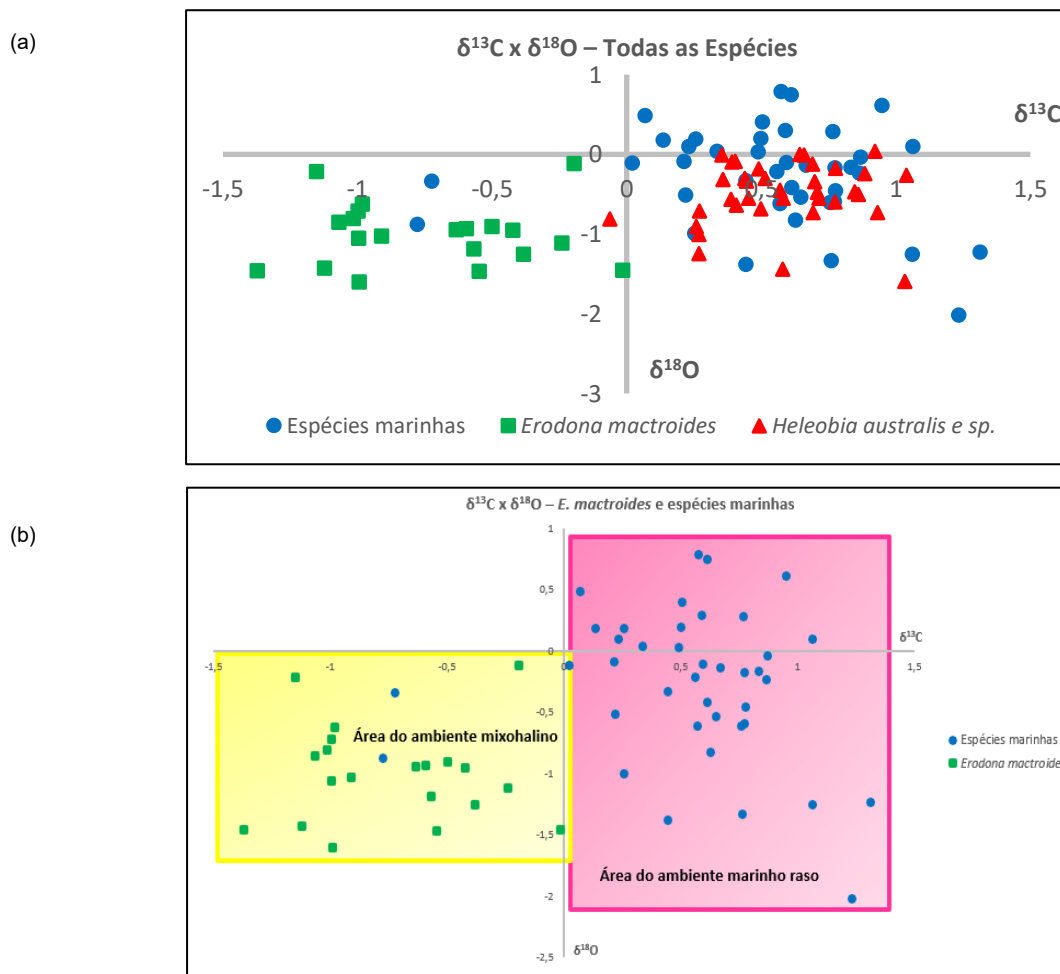 (a)
δ¹³C x δ¹⁸O – Todas as Espécies
1
δ¹³C
0
-1,5 -1 -0,5 0 0,5 1 1,5
-1
-2
δ¹⁸O
-3
Espécies marinhas Erodona mactroides Heleobia australis e sp.
(b)
δ¹³C x δ¹⁸O – E. mactroides e espécies marinhas
1
0,5
δ¹³C
0
-1,5 -1 -0,5 0 0,5 1 1,5
-0,5
Área do ambiente mixohalino
Espécies marinhas
-1
Erodona mactroide
-1,5
Área do ambiente marinho raso
-2
δ¹⁸O
-2,5